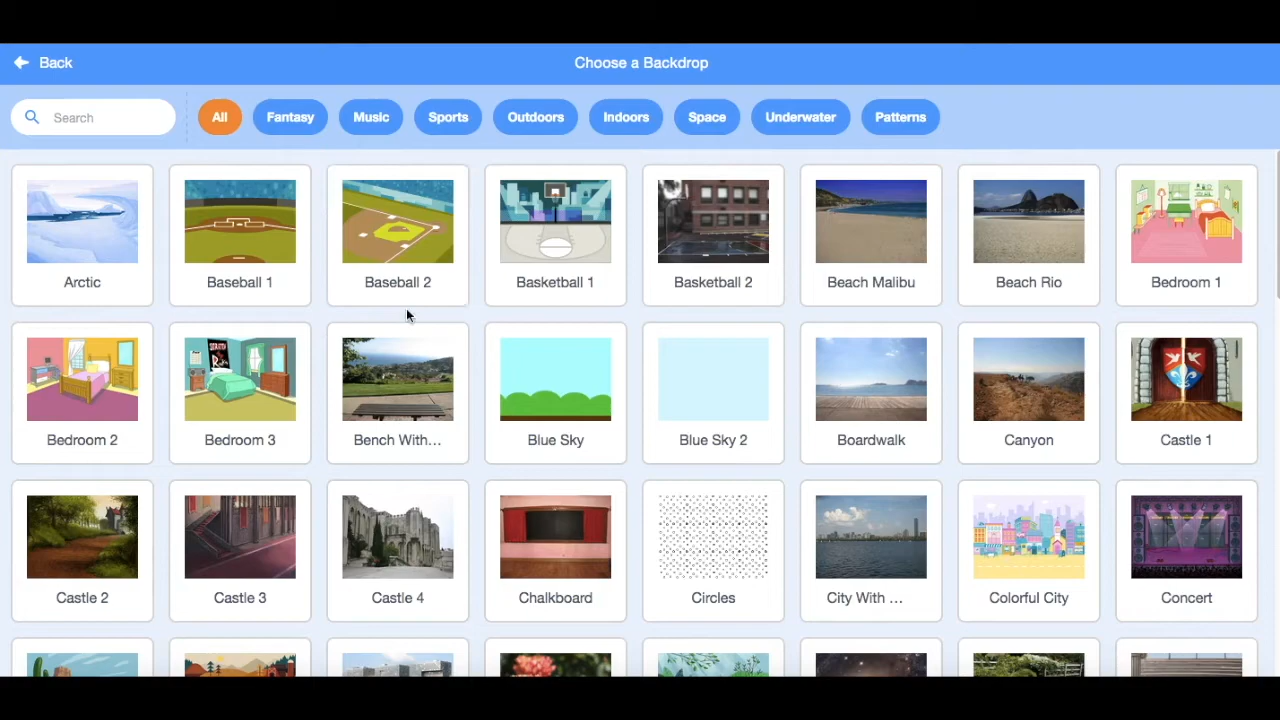 Back
Choose a Backdrop
Search
All
Fantasy
Music
Sports
Outdoors
Indoors
Space
Underwater
Patterns
Arctic
Baseball 1
Baseball 2
Basketball 1
Basketball 2
Beach Malibu
Beach Rio
Bedroom 1
Bedroom 2
Bedroom 3
Bench With...
Blue Sky
Blue Sky 2
Boardwalk
Canyon
Castle 1
Castle 2
Castle 3
Castle 4
Chalkboard
Circles
City With ...
Colorful City
Concert